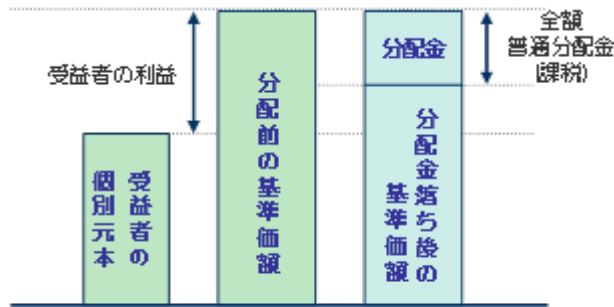 受益者の利益
受益者の
個別元本
分配前の基準価額
分配金
分配金落ち後の
基準価額
全額
普通分配金
(課税)